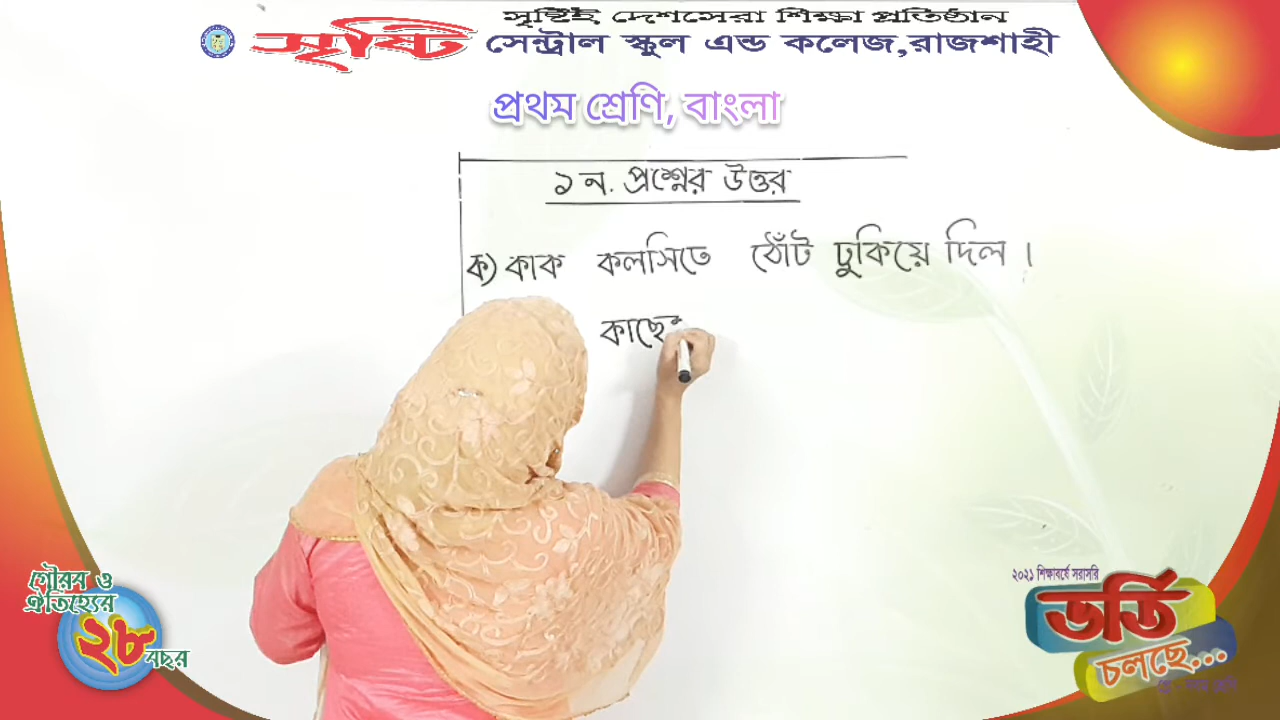 সৃষ্টিই দেশসেরা শিক্ষা প্রতিষ্ঠান
সৃষ্টি সেন্ট্রাল স্কুল এন্ড কলেজ,রাজশাহী
প্রথম শ্রেণি, বাংলা
১ ন. প্রশ্নের উত্তর
ক) কাক কলসিতে ঠোঁট ঢুকিয়ে দিল।
কাছে
গৌরব ও
ঐতিহ্যের
২৮ বছর
২০২১ শিক্ষাবর্ষে সরাসরি
ভর্তি
চলছে...